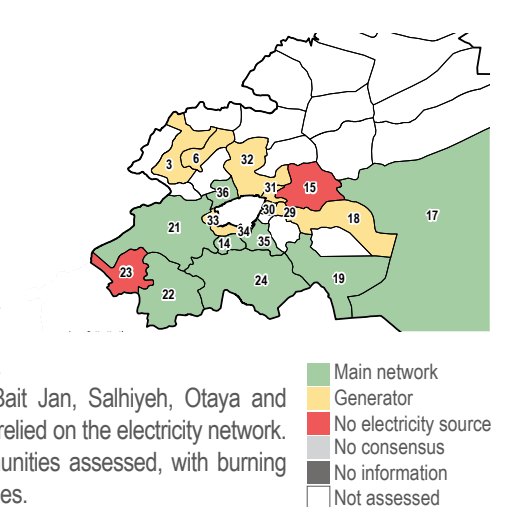 3
6
32
31
15
36
30
29
18
17
33
21
34
14
35
23
22
24
19
Bait Jan, Salhiyeh, Otaya and
relied on the electricity network.
unities assessed, with burning
es.
Main network
Generator
No electricity source
No consensus
No information
Not assessed